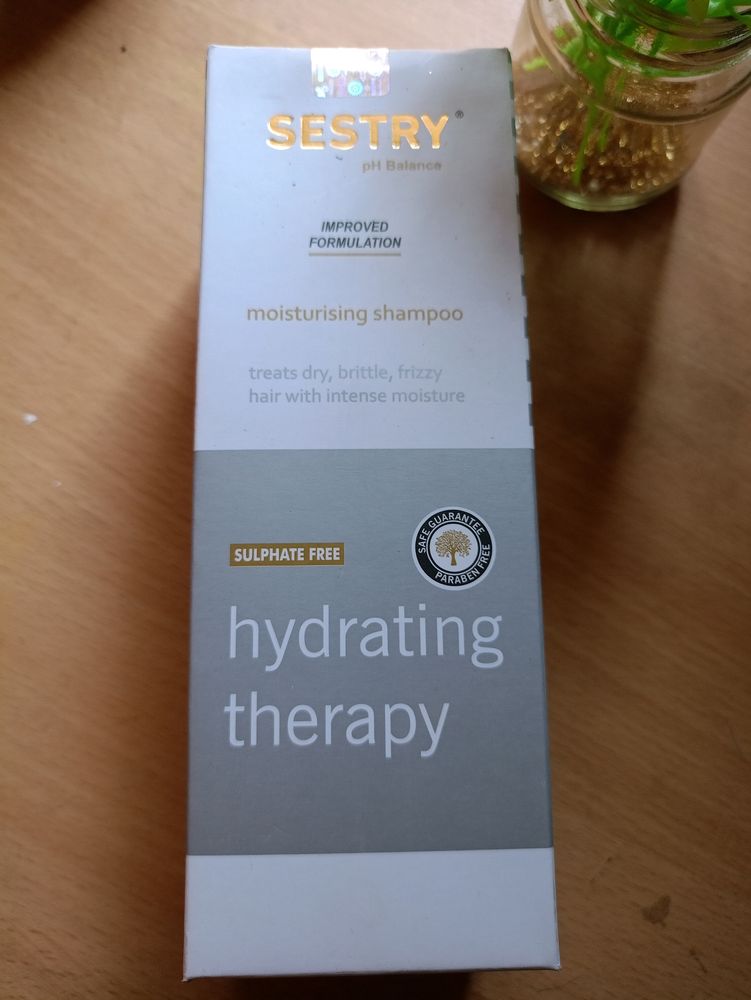 SESTRY®
pH Balance
IMPROVED
FORMULATION
moisturising shampoo
treats dry, brittle, frizzy
hair with intense moisture
SULPHATE FREE
SAFE GUARANTEE
PARABEN FREE
hydrating
therapy